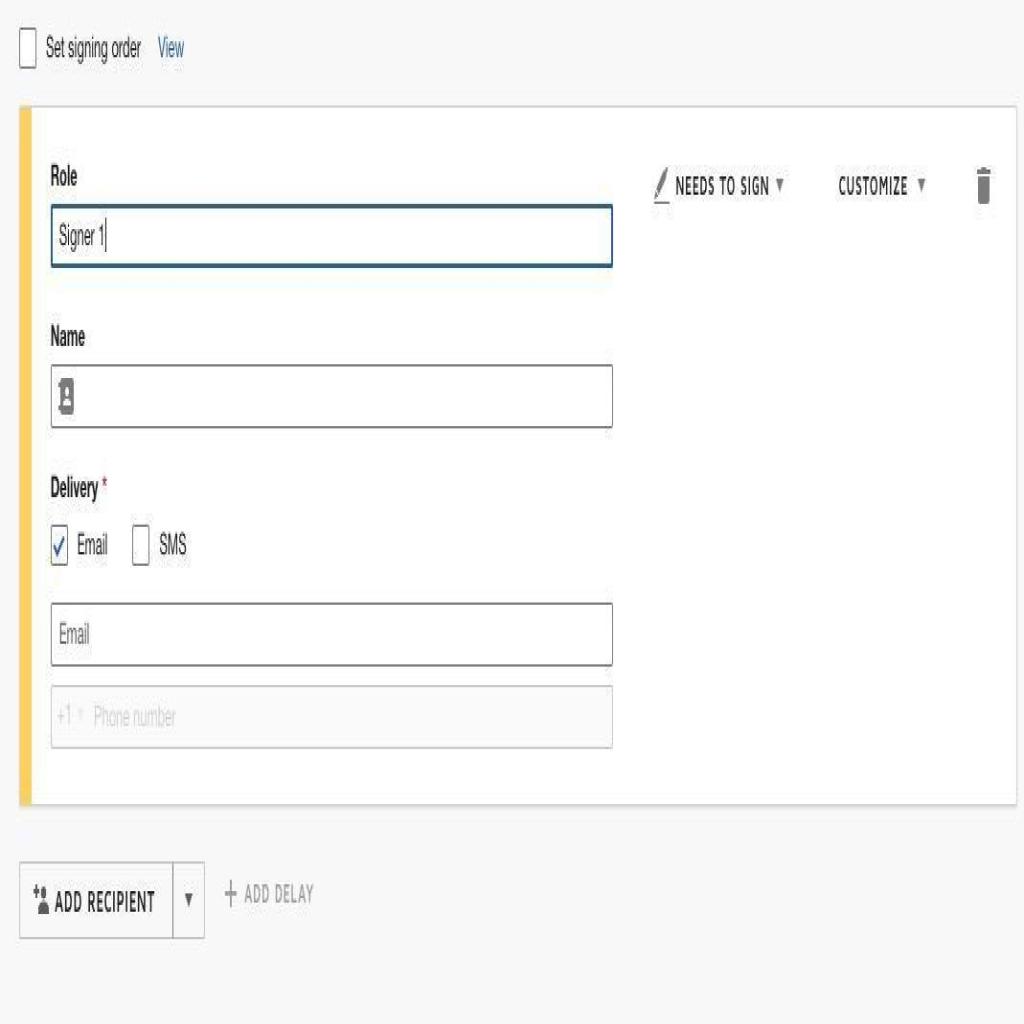 Set signing order View
Role
NEEDS TO SIGN CUSTOMIZE
Signer 1
Name
Delivery *
Email SMS
Email
+1 Phone number
ADD RECIPIENT + ADD DELAY